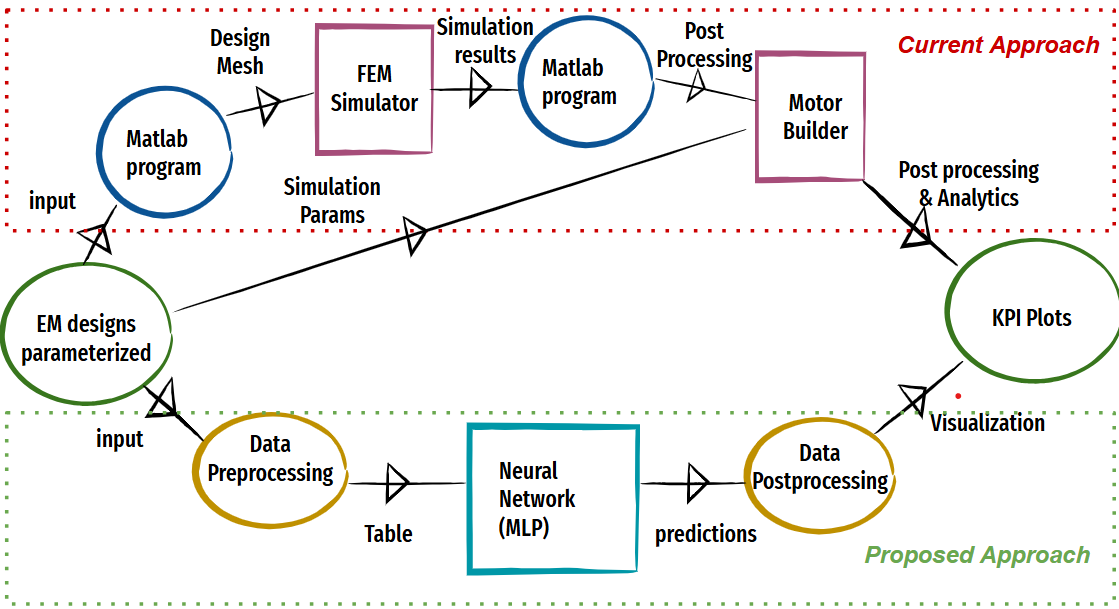 Current Approach
Design
Mesh
Simulation
results
Post
Processing
FEM
Simulator
Matlab
program
Motor
Builder
Matlab
program
input
Simulation
Params
Post processing
& Analytics
EM designs
parameterized
KPI Plots
input
Data
Preprocessing
Table
Neural
Network
(MLP)
predictions
Data
Postprocessing
Visualization
Proposed Approach